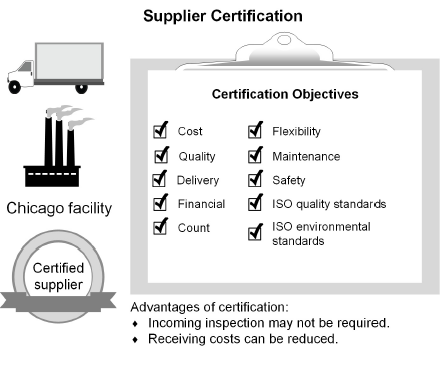 Supplier Certification
Certification Objectives
Cost
Quality
Delivery
Financial
Count
Flexibility
Maintenance
Safety
ISO quality standards
ISO environmental
standards
Chicago facility
Certified
supplier
Advantages of certification:
♦ Incoming inspection may not be required.
♦ Receiving costs can be reduced.